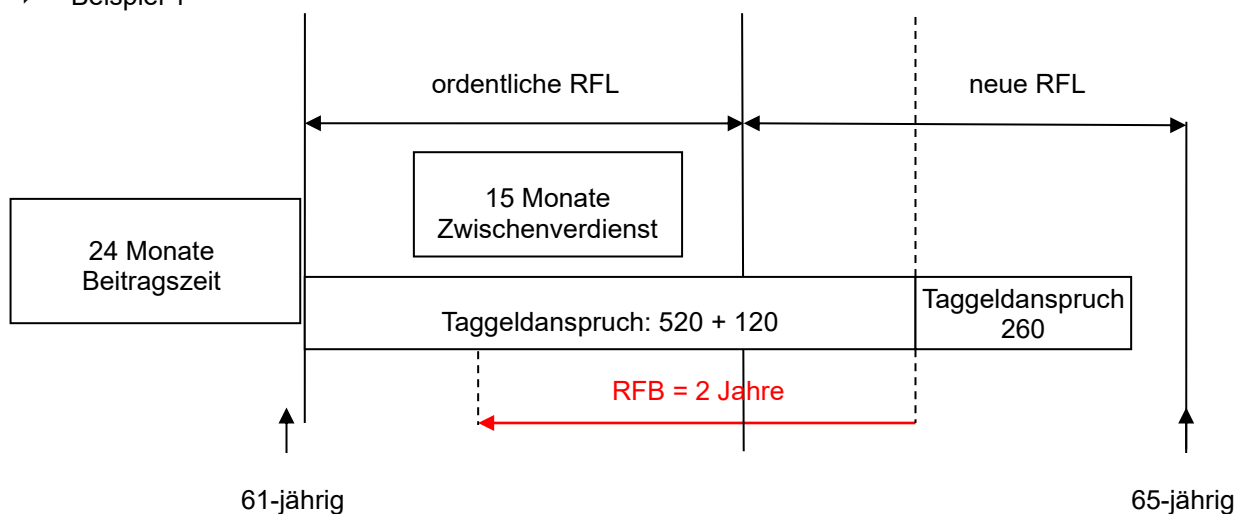 Beispiel 1
ordentliche RFL
neue RFL
15 Monate
Zwischenverdienst
24 Monate
Beitragszeit
Taggeldanspruch: 520 + 120
Taggeldanspruch
260
RFB = 2 Jahre
61-jährig
65-jährig